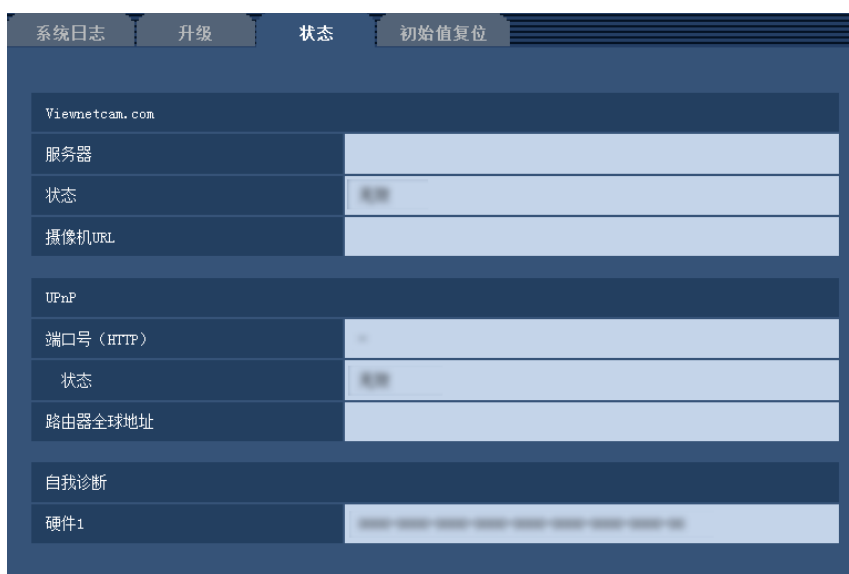 系统日志 升级 状态 初始值复位
Viewnetcam.com
服务器
状态
摄像机URL
UPnP
端口号（HTTP）
状态
路由器全球地址
自我诊断
硬件1